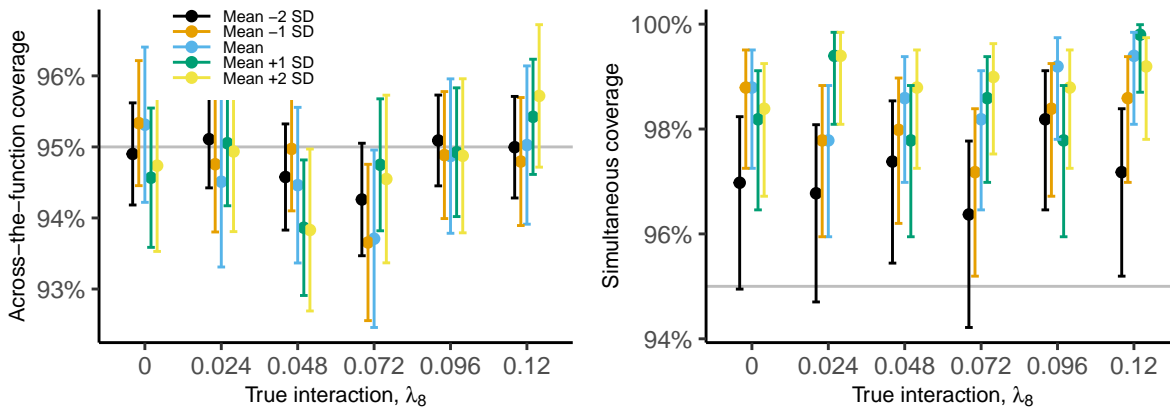 Across−the−function coverage
96%
95%
94%
93%
Mean −2 SD
Mean −1 SD
Mean
Mean +1 SD
Mean +2 SD
0 0.024 0.048 0.072 0.096 0.12
True interaction, λ8
Simultaneous coverage
100%
98%
96%
94%
0 0.024 0.048 0.072 0.096 0.12
True interaction, λ8